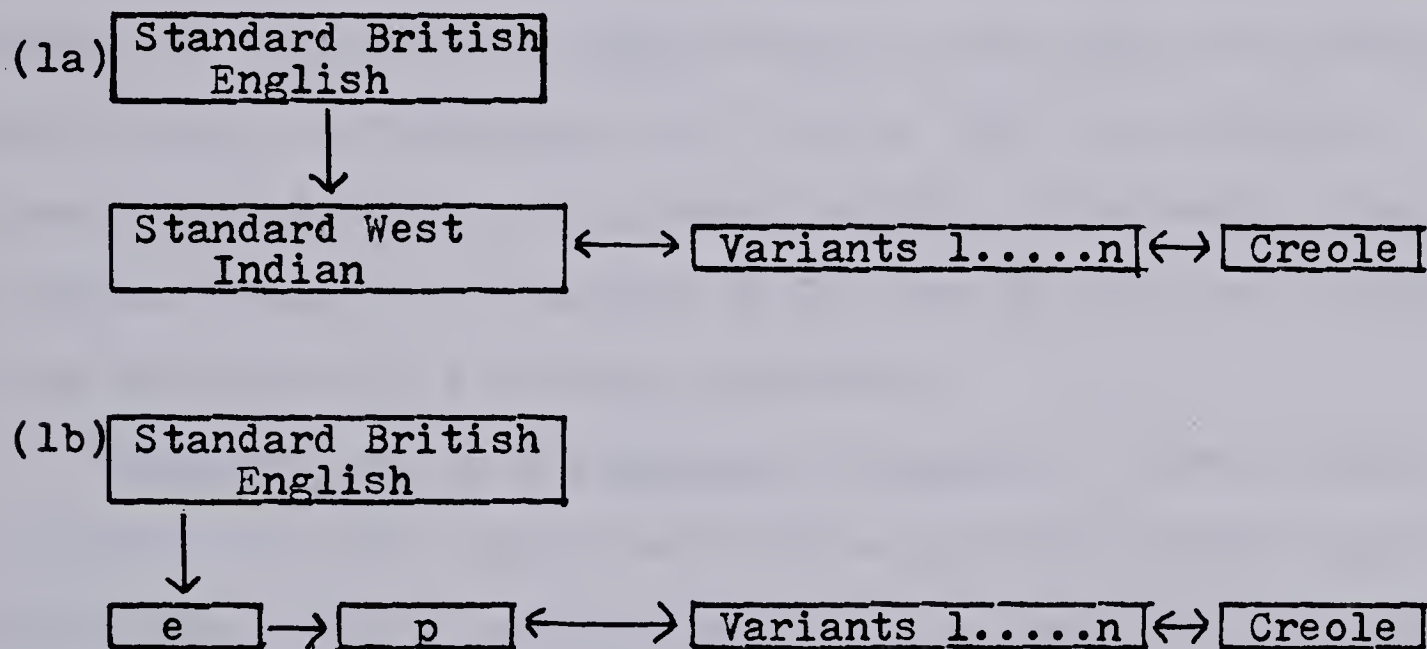 (1a) Standard British
English
Standard West
Indian
Variants 1.....n
Creole
(1b) Standard British
English
e
p
Variants 1.....n
Creole